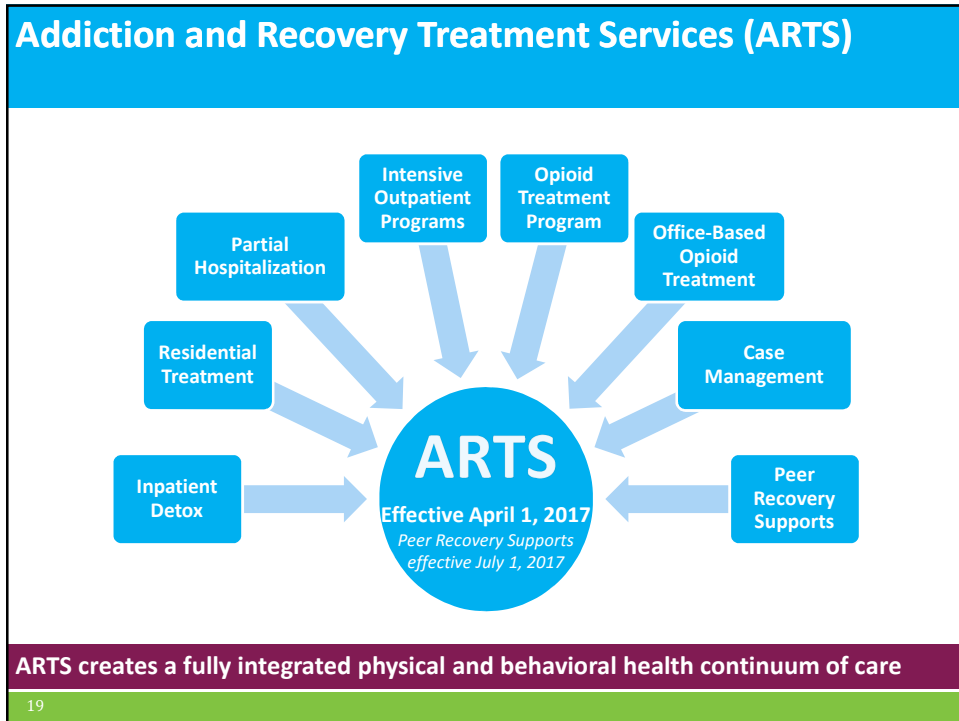 Addiction and Recovery Treatment Services (ARTS)
Intensive
Outpatient
Programs
Opioid
Treatment
Program
Partial
Hospitalization
Office-Based
Opioid
Treatment
Residential
Treatment
Case
Management
Inpatient
Detox
ARTS
Effective April 1, 2017
Peer Recovery Supports
effective July 1, 2017
Peer
Recovery
Supports
ARTS creates a fully integrated physical and behavioral health continuum of care
19